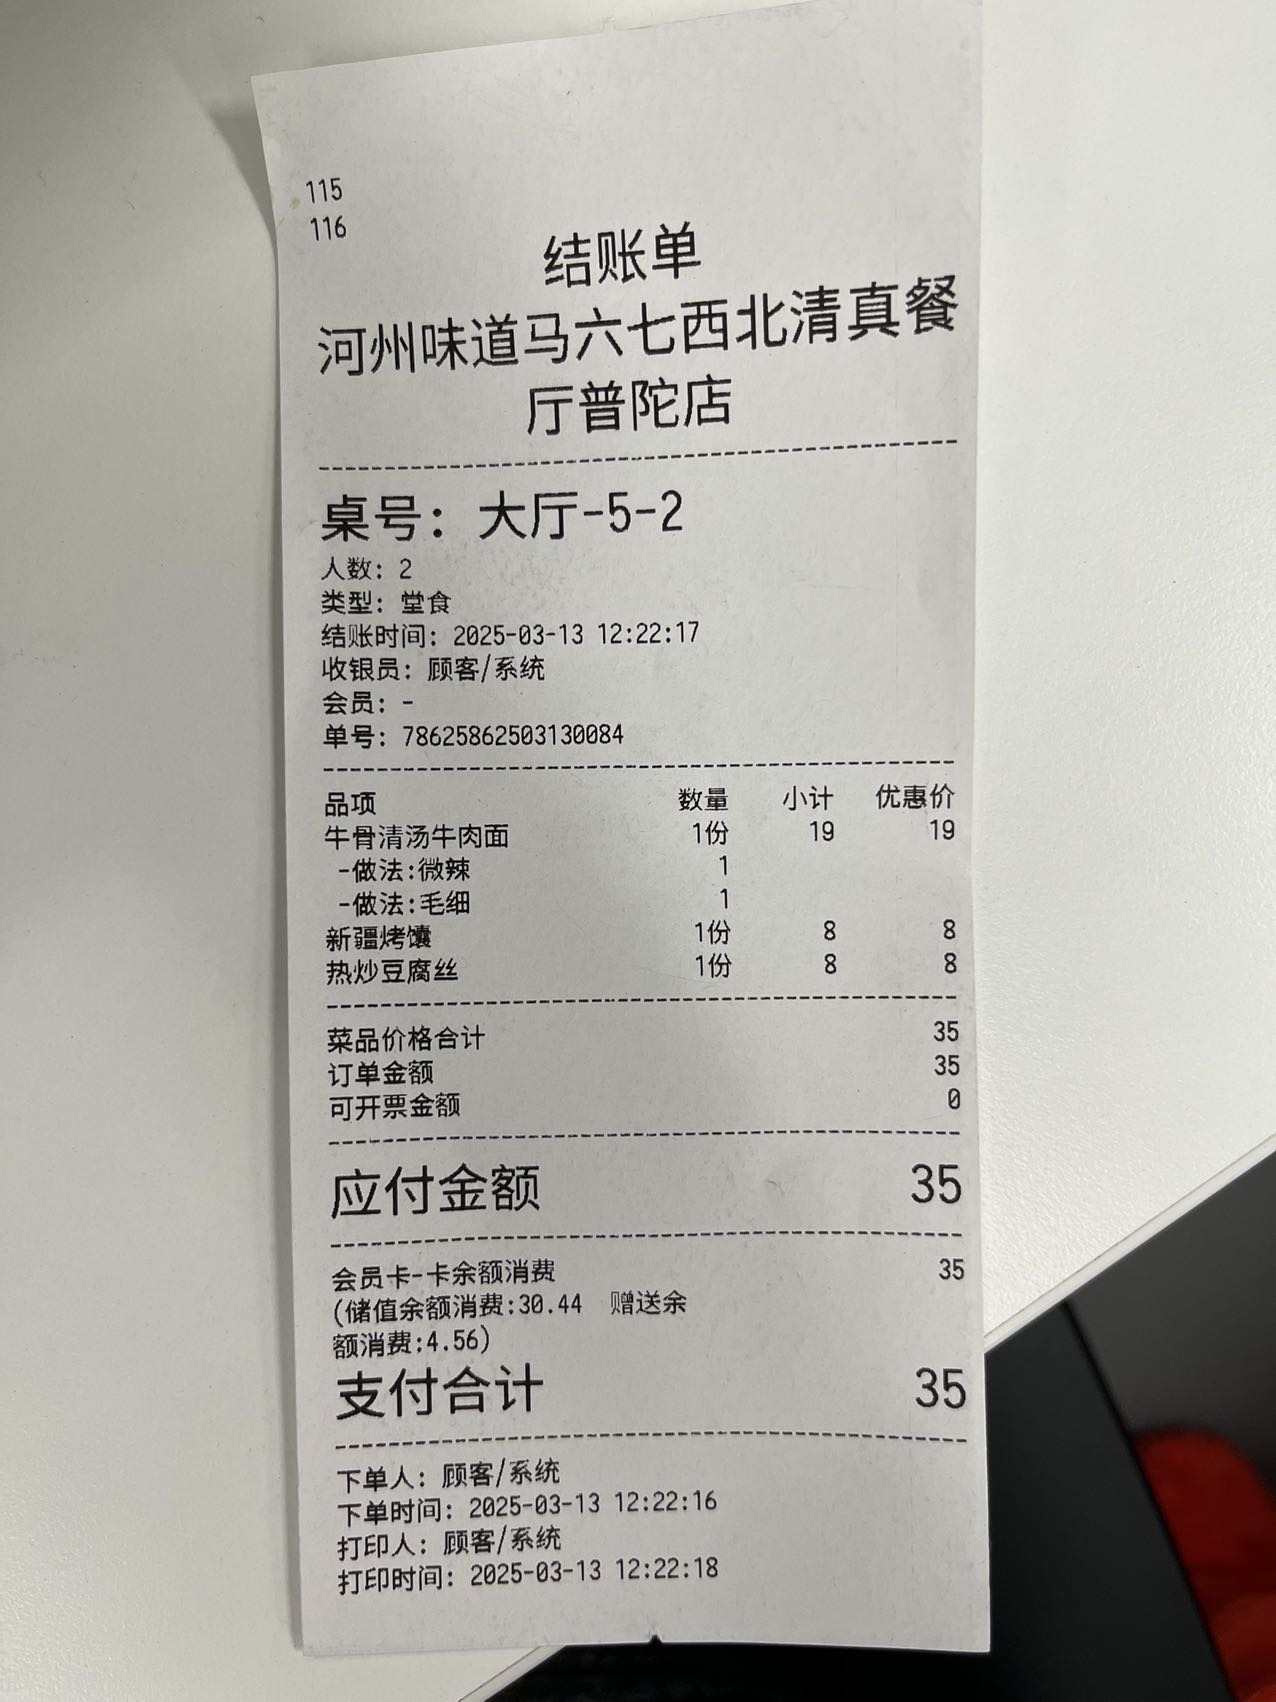 115
116
结账单
河州味道马六七西北清真餐
厅普陀店
桌号：大厅-5-2
人数：2
类型：堂食
结账时间：2025-03-13 12:22:17
收银员：顾客/系统
会员：-
单号：78625862503130084
品项 数量 小计 优惠价
牛骨清汤牛肉面 1份 19 19
-做法:微辣 1
-做法:毛细 1
新疆烤馕 1份 8 8
热炒豆腐丝 1份 8 8
菜品价格合计 35
订单金额 35
可开票金额 0
应付金额 35
会员卡-卡余额消费 35
(储值余额消费:30.44 赠送余
额消费:4.56)
支付合计 35
下单人：顾客/系统
下单时间：2025-03-13 12:22:16
打印人：顾客/系统
打印时间：2025-03-13 12:22:18